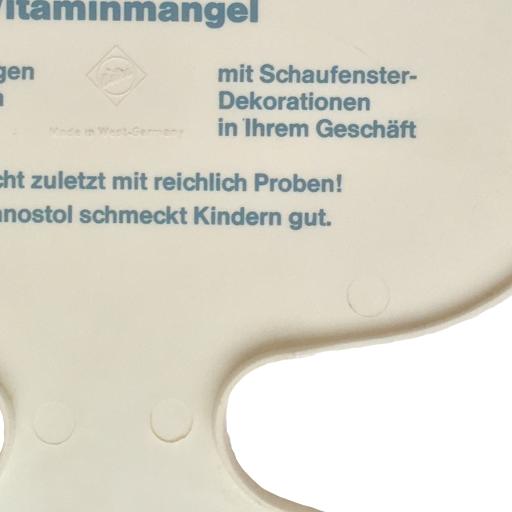 Vitaminmangel
gen
n
mit Schaufenster-
Dekorationen
in Ihrem Geschäft
Made in West-Germany
cht zuletzt mit reichlich Proben!
nnostol schmeckt Kindern gut.